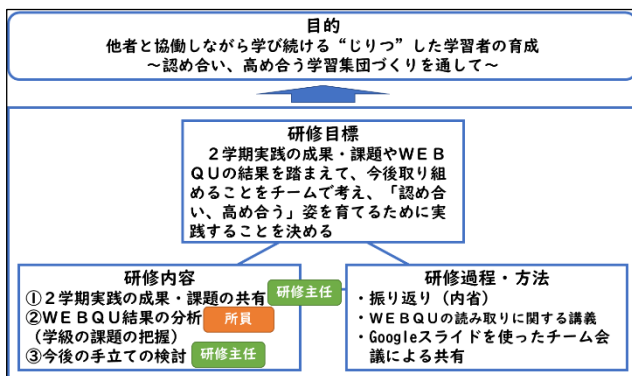 目的
他者と協働しながら学び続ける“じりつ”した学習者の育成
～認め合い、高め合う学習集団づくりを通して～
研修目標
２学期実践の成果・課題やＷＥＢ
ＱＵの結果を踏まえて、今後取り組
めることをチームで考え、「認め合
い、高め合う」姿を育てるために実
践することを決める
研修内容
①２学期実践の成果・課題の共有 研修主任
②ＷＥＢＱＵ結果の分析 所員
（学級の課題の把握）
③今後の手立ての検討 研修主任
研修過程・方法
・振り返り（内省）
・ＷＥＢＱＵの読み取りに関する講義
・Googleスライドを使ったチーム会
議による共有